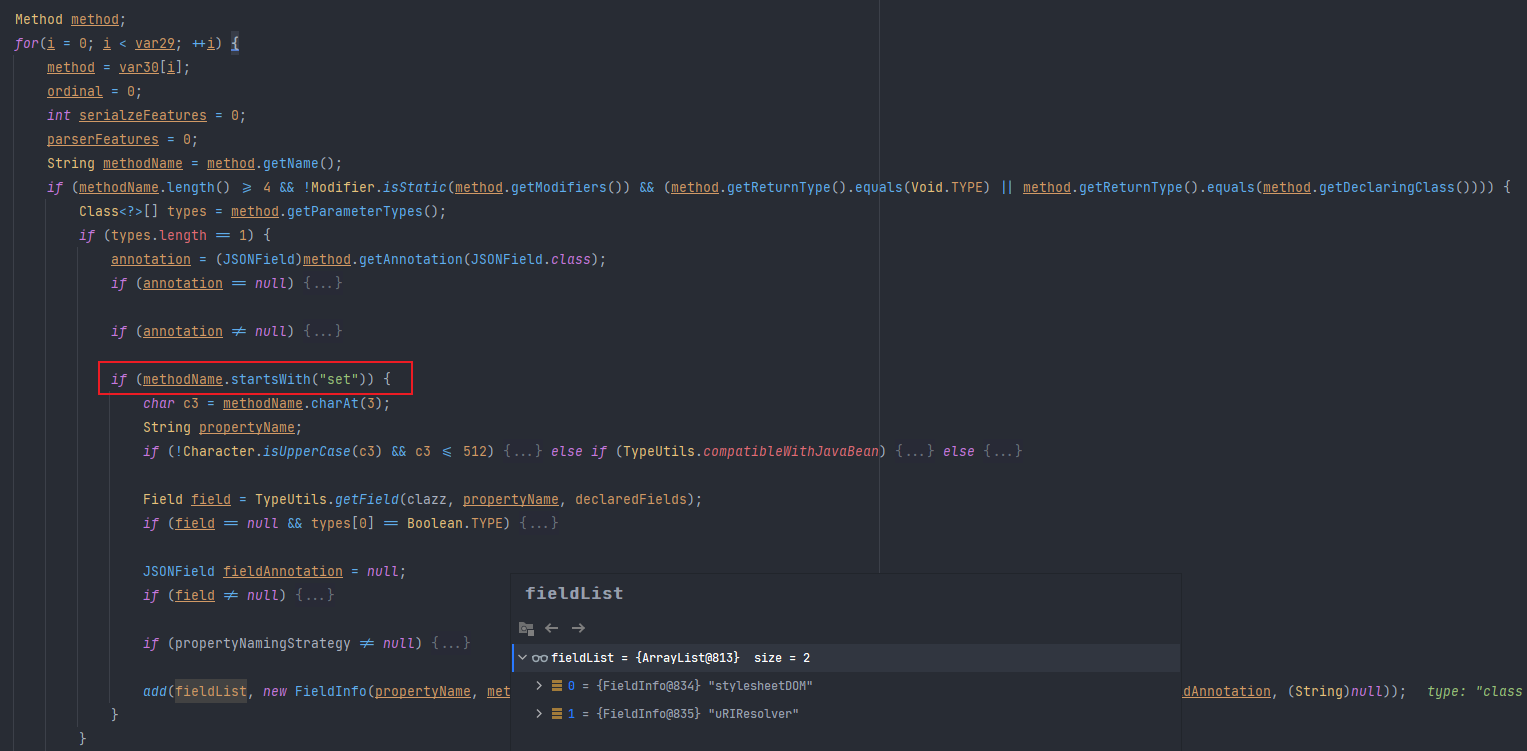 Method method;
for(i = 0; i < var29; ++i) {
method = var30[i];
ordinal = 0;
int serialzeFeatures = 0;
parserFeatures = 0;
String methodName = method.getName();
if (methodName.length() ≥ 4 && !Modifier.isStatic(method.getModifiers()) && (method.getReturnType().equals(Void.TYPE) || method.getReturnType().equals(method.getDeclaringClass()))) {
Class<?>[] types = method.getParameterTypes();
if (types.length == 1) {
annotation = (JSONField)method.getAnnotation(JSONField.class);
if (annotation == null) {...}
if (annotation ≠ null) {...}
if (methodName.startsWith("set")) {
char c3 = methodName.charAt(3);
String propertyName;
if (!Character.isUpperCase(c3) && c3 ≤ 512) {...} else if (TypeUtils.compatibleWithJavaBean) {...} else {...}
Field field = TypeUtils.getField(clazz, propertyName, declaredFields);
if (field == null && types[0] == Boolean.TYPE) {...}
JSONField fieldAnnotation = null;
if (field ≠ null) {...}
if (propertyNamingStrategy ≠ null) {...}
add(fieldList, new FieldInfo(propertyName, met dAnnotation, (String)null)); type: "class
}
}
fieldList
fieldList = {ArrayList@813} size = 2
0 = {FieldInfo@834} "stylesheetDOM"
1 = {FieldInfo@835} "uRIResolver"